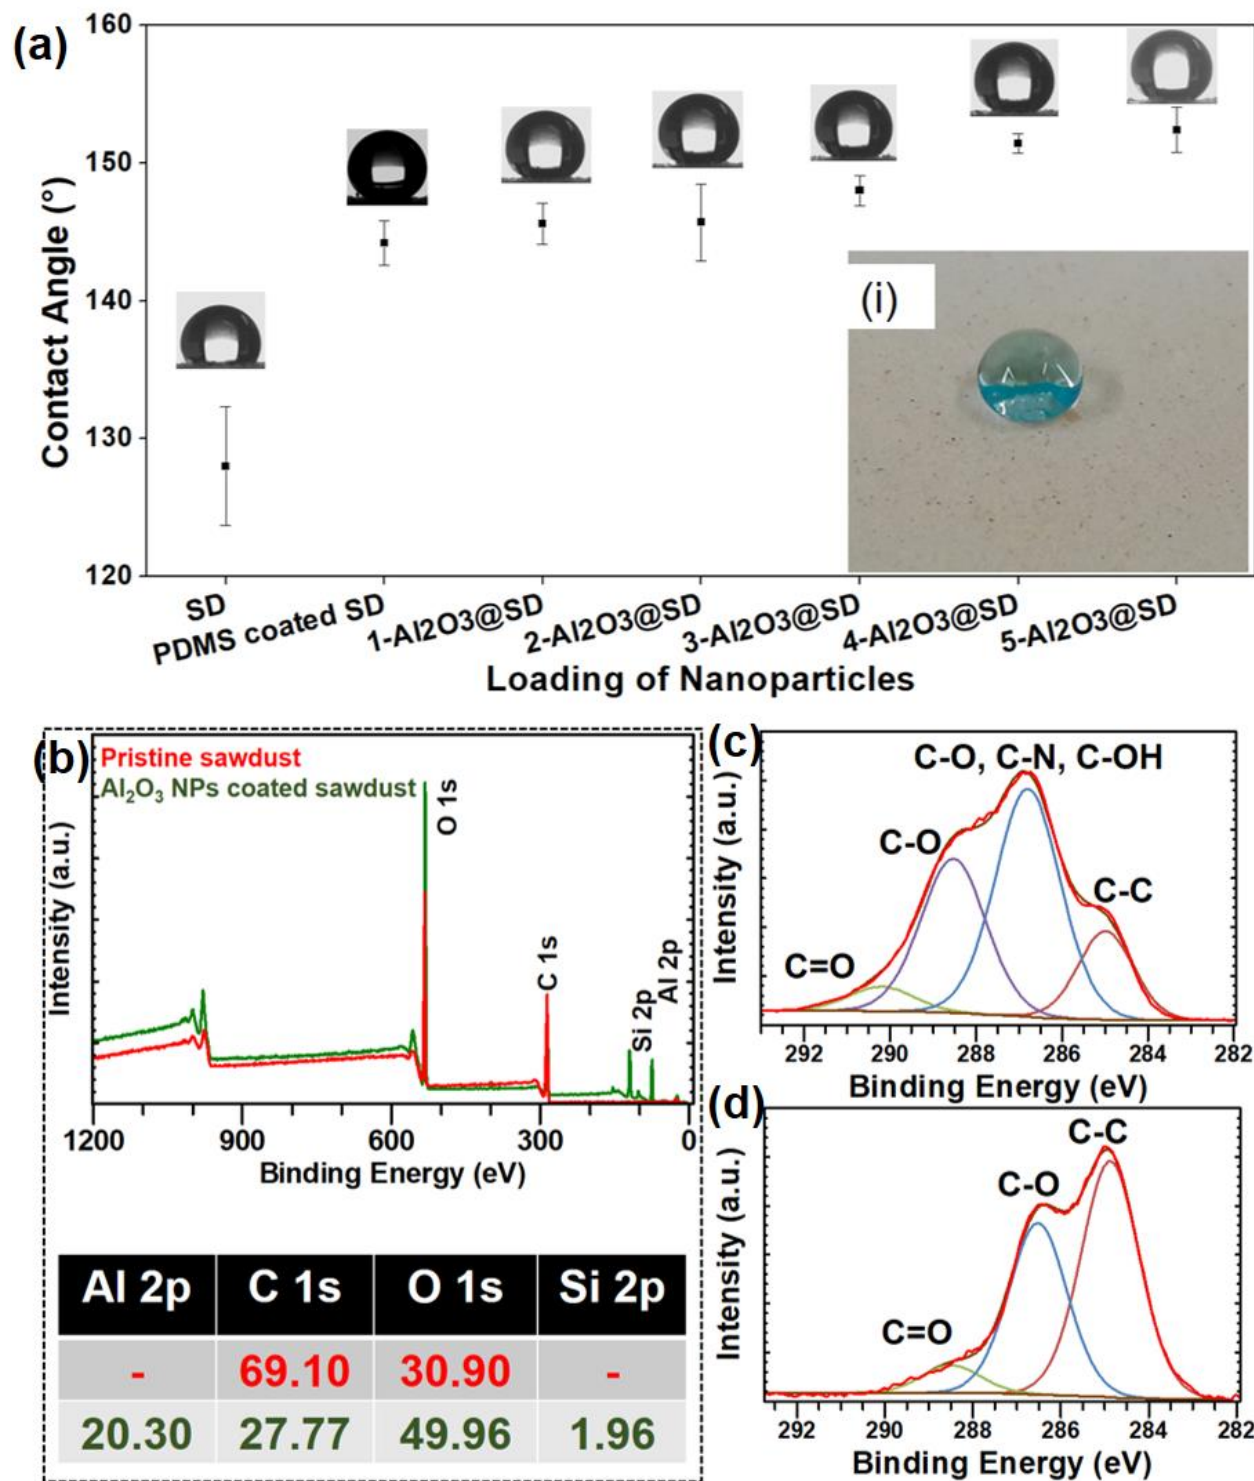 (a)
160
150
140
130
120
Contact Angle (°)
(i)
SD
PDMS coated SD
1-Al2O3@SD
2-Al2O3@SD
3-Al2O3@SD
4-Al2O3@SD
5-Al2O3@SD
Loading of Nanoparticles
(b)
Pristine sawdust
Al₂O₃ NPs coated sawdust
O 1s
C 1s
Si 2p
Al 2p
Intensity (a.u.)
1200 900 600 300 0
Binding Energy (eV)
Al 2p C 1s O 1s Si 2p
- 69.10 30.90 -
20.30 27.77 49.96 1.96
(c)
C-O, C-N, C-OH
C-O
C-C
C=O
Intensity (a.u.)
292 290 288 286 284 282
Binding Energy (eV)
(d)
C-C
C-O
C=O
Intensity (a.u.)
292 290 288 286 284 282
Binding Energy (eV)